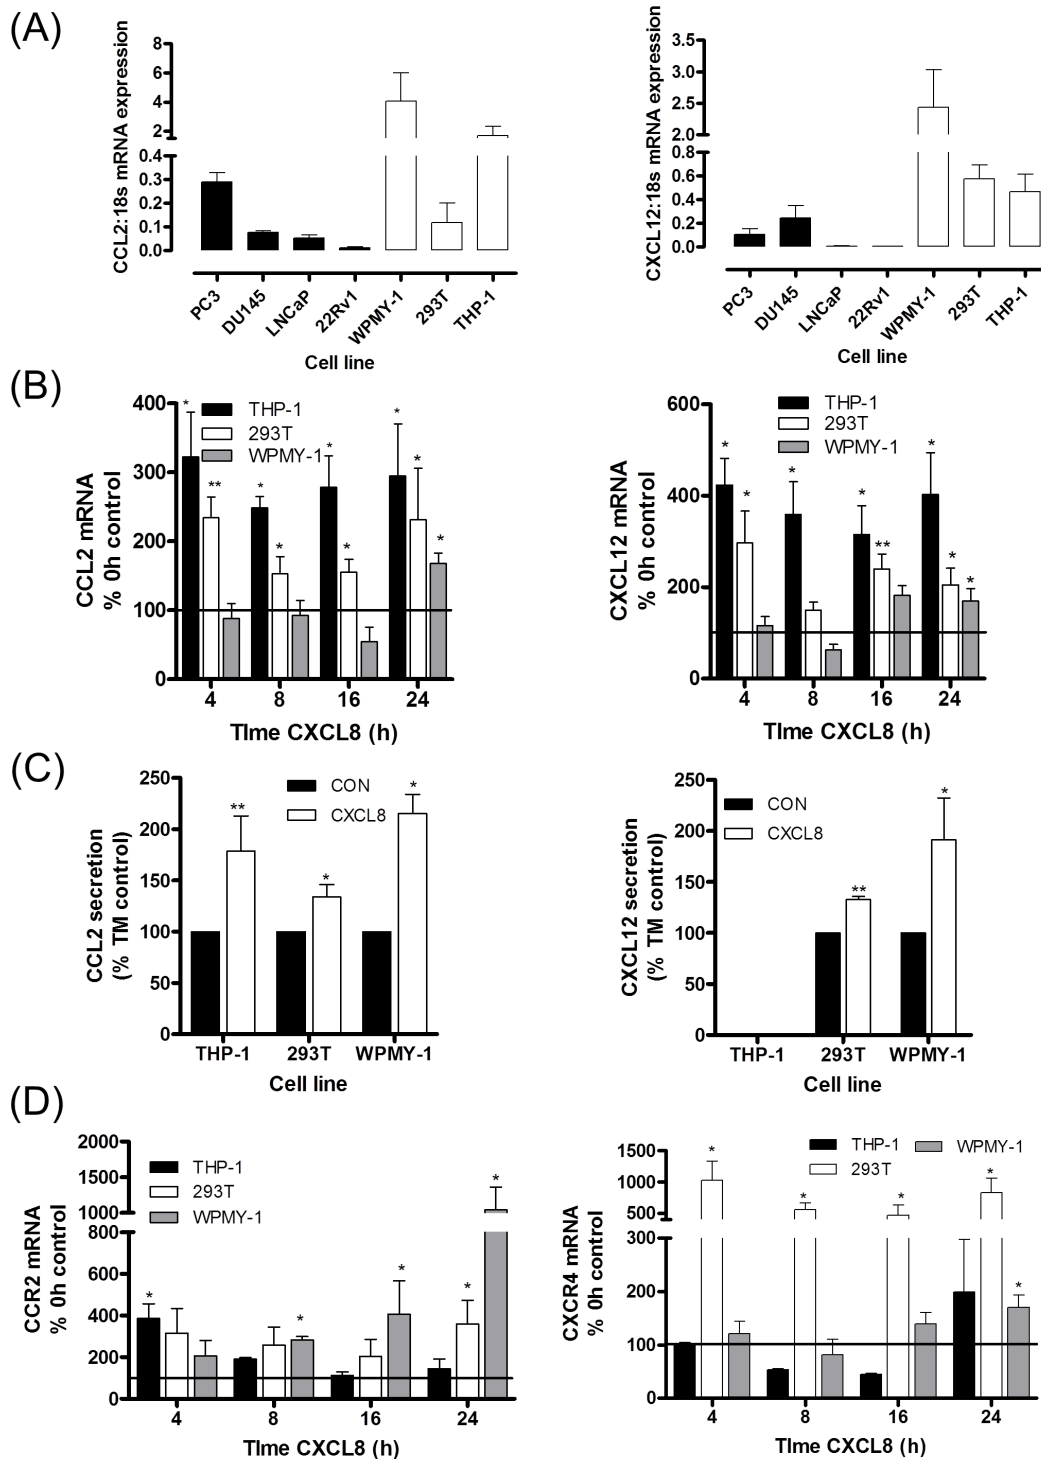 (A)
CCL2:18s mRNA expression
8
6
4
2
0.4
0.3
0.2
0.1
0.0
PC3
DU145
LNCaP
22Rv1
WPMY-1
293T
THP-1
Cell line
CXCL12:18s mRNA expression
3.5
3.0
2.5
2.0
0.8
0.6
0.4
0.2
0.0
PC3
DU145
LNCaP
22Rv1
WPMY-1
293T
THP-1
Cell line
(B)
CCL2 mRNA
% 0h control
400
300
200
100
0
THP-1
293T
WPMY-1
*
**
*
*
*
*
*
*
*
4
8
16
24
TIme CXCL8 (h)
CXCL12 mRNA
% 0h control
600
400
200
0
THP-1
293T
WPMY-1
*
*
*
*
**
*
*
*
4
8
16
24
TIme CXCL8 (h)
(C)
CCL2 secretion
(% TM control)
250
200
150
100
50
0
CON
CXCL8
**
*
*
THP-1
293T
WPMY-1
Cell line
CXCL12 secretion
(% TM control)
250
200
150
100
50
0
CON
CXCL8
**
*
THP-1
293T
WPMY-1
Cell line
(D)
CCR2 mRNA
% 0h control
2000
1500
1000
800
600
400
200
0
THP-1
293T
WPMY-1
*
*
*
*
*
4
8
16
24
TIme CXCL8 (h)
CXCR4 mRNA
% 0h control
1500
1000
500
300
200
100
0
THP-1
293T
WPMY-1
*
*
*
*
*
4
8
16
24
TIme CXCL8 (h)